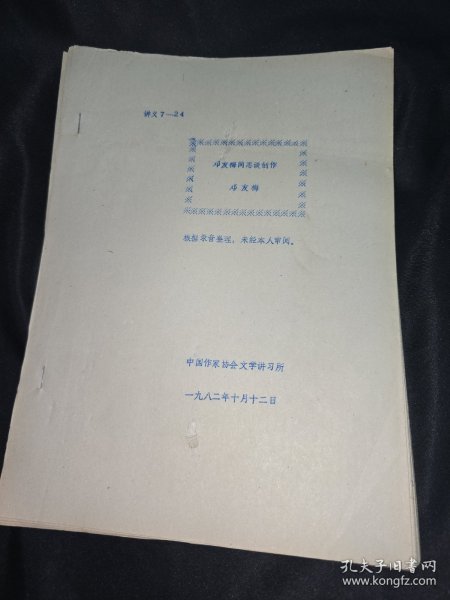 讲义7—24
邓友梅同志谈创作
邓友梅
根据录音整理，未经本人审阅。
中国作家协会文学讲习所
一九八二年十月十二日
孔夫子旧书网
www.kongfz.com